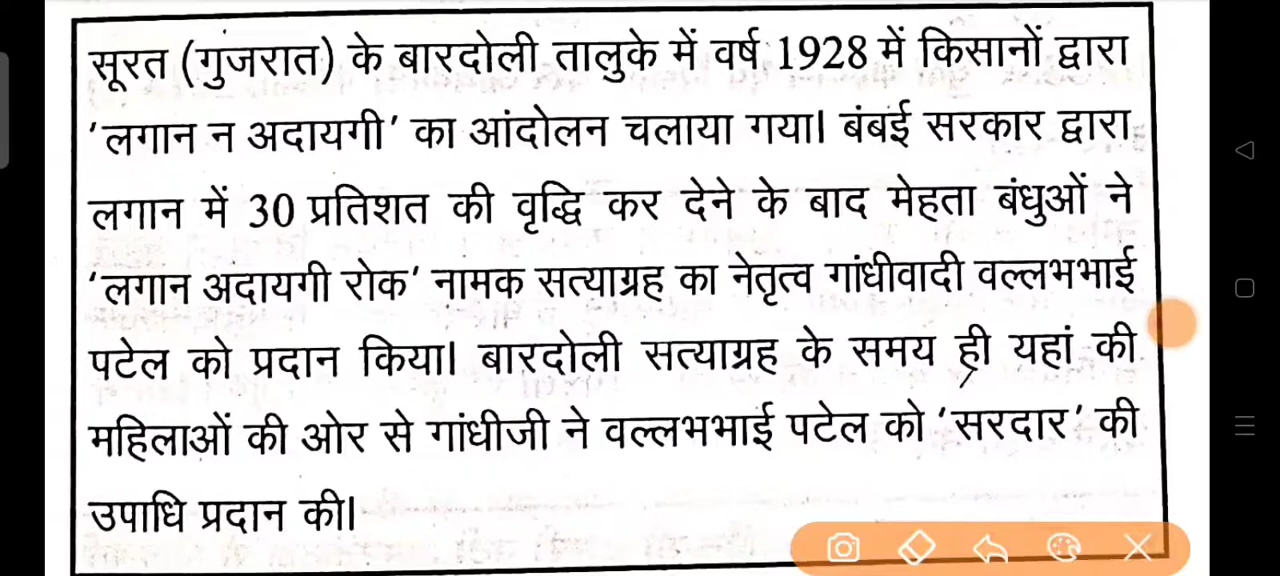 सूरत (गुजरात) के बारदोली तालुके में वर्ष 1928 में किसानों द्वारा
'लगान न अदायगी' का आंदोलन चलाया गया। बंबई सरकार द्वारा
लगान में 30 प्रतिशत की वृद्धि कर देने के बाद मेहता बंधुओं ने
'लगान अदायगी रोक' नामक सत्याग्रह का नेतृत्व गांधीवादी वल्लभभाई
पटेल को प्रदान किया। बारदोली सत्याग्रह के समय ही यहां की
महिलाओं की ओर से गांधीजी ने वल्लभभाई पटेल को 'सरदार' की
उपाधि प्रदान की।